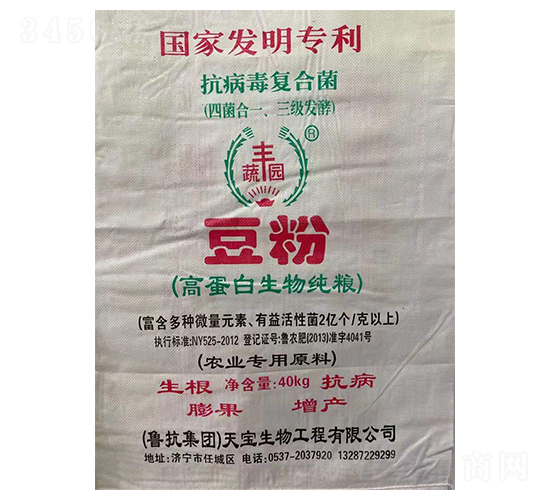 国家发明专利
抗病毒复合菌
(四菌合一、三级发酵)
®
丰
蔬园
豆粉
(高蛋白生物纯粮)
(富含多种微量元素、有益活性菌2亿个/克以上)
执行标准:NY525-2012 登记证号:鲁农肥(2013)准字4041号
(农业专用原料)
生根 净含量:40kg 抗病
膨果 增产
(鲁抗集团)天宝生物工程有限公司
地址:济宁市任城区 电话:0537-2037920 13287229299